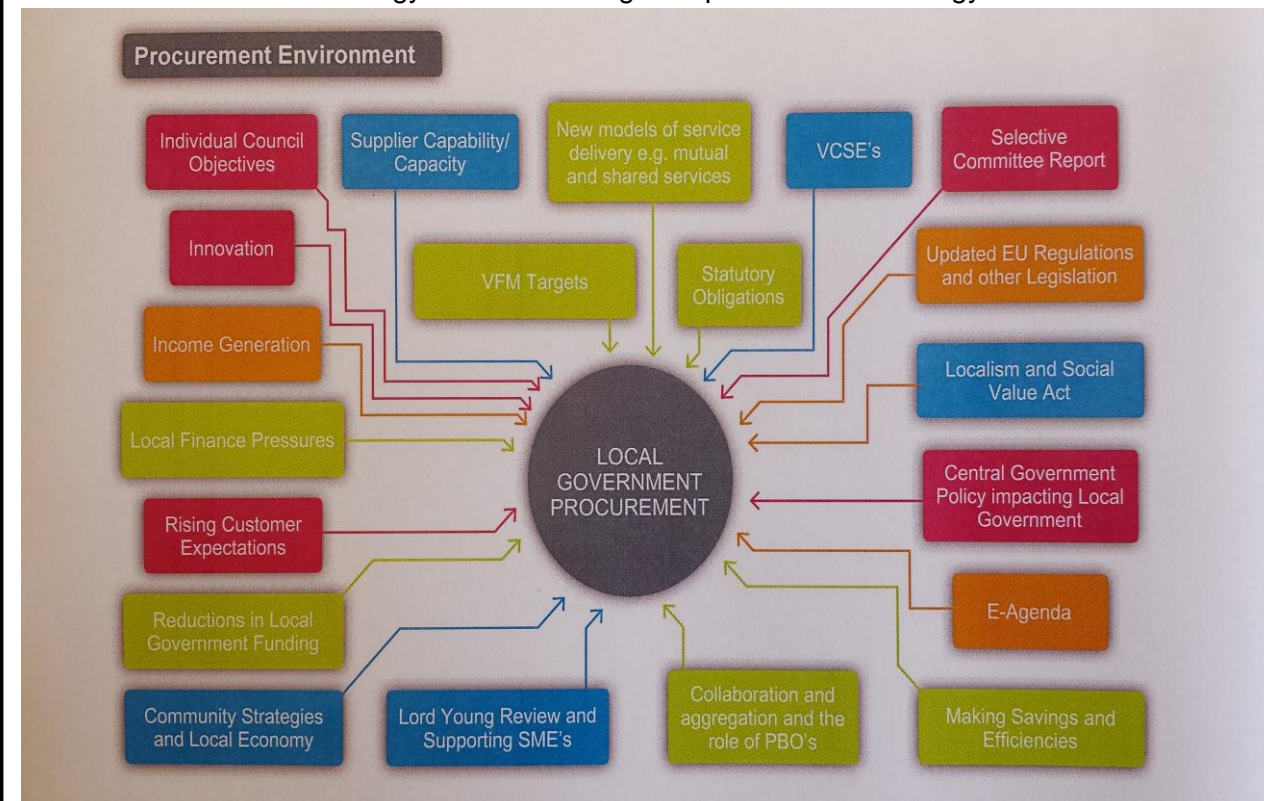 Procurement Environment
Individual Council
Objectives
Supplier Capability/
Capacity
New models of service
delivery e.g. mutual
and shared services
VCSE's
Selective
Committee Report
Innovation
VFM Targets
Statutory
Obligations
Updated EU Regulations
and other Legislation
Income Generation
Localism and Social
Value Act
Local Finance Pressures
LOCAL
GOVERNMENT
PROCUREMENT
Central Government
Policy impacting Local
Government
Rising Customer
Expectations
E-Agenda
Reductions in Local
Government Funding
Community Strategies
and Local Economy
Lord Young Review and
Supporting SME's
Collaboration and
aggregation and the
role of PBO's
Making Savings and
Efficiencies